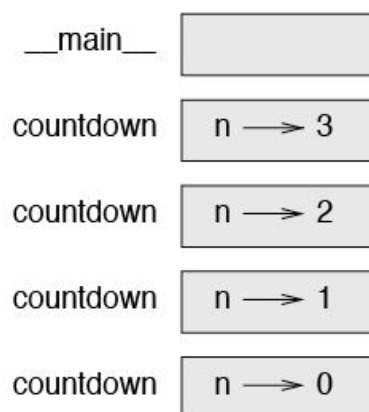 __main__
countdown n → 3
countdown n → 2
countdown n → 1
countdown n → 0